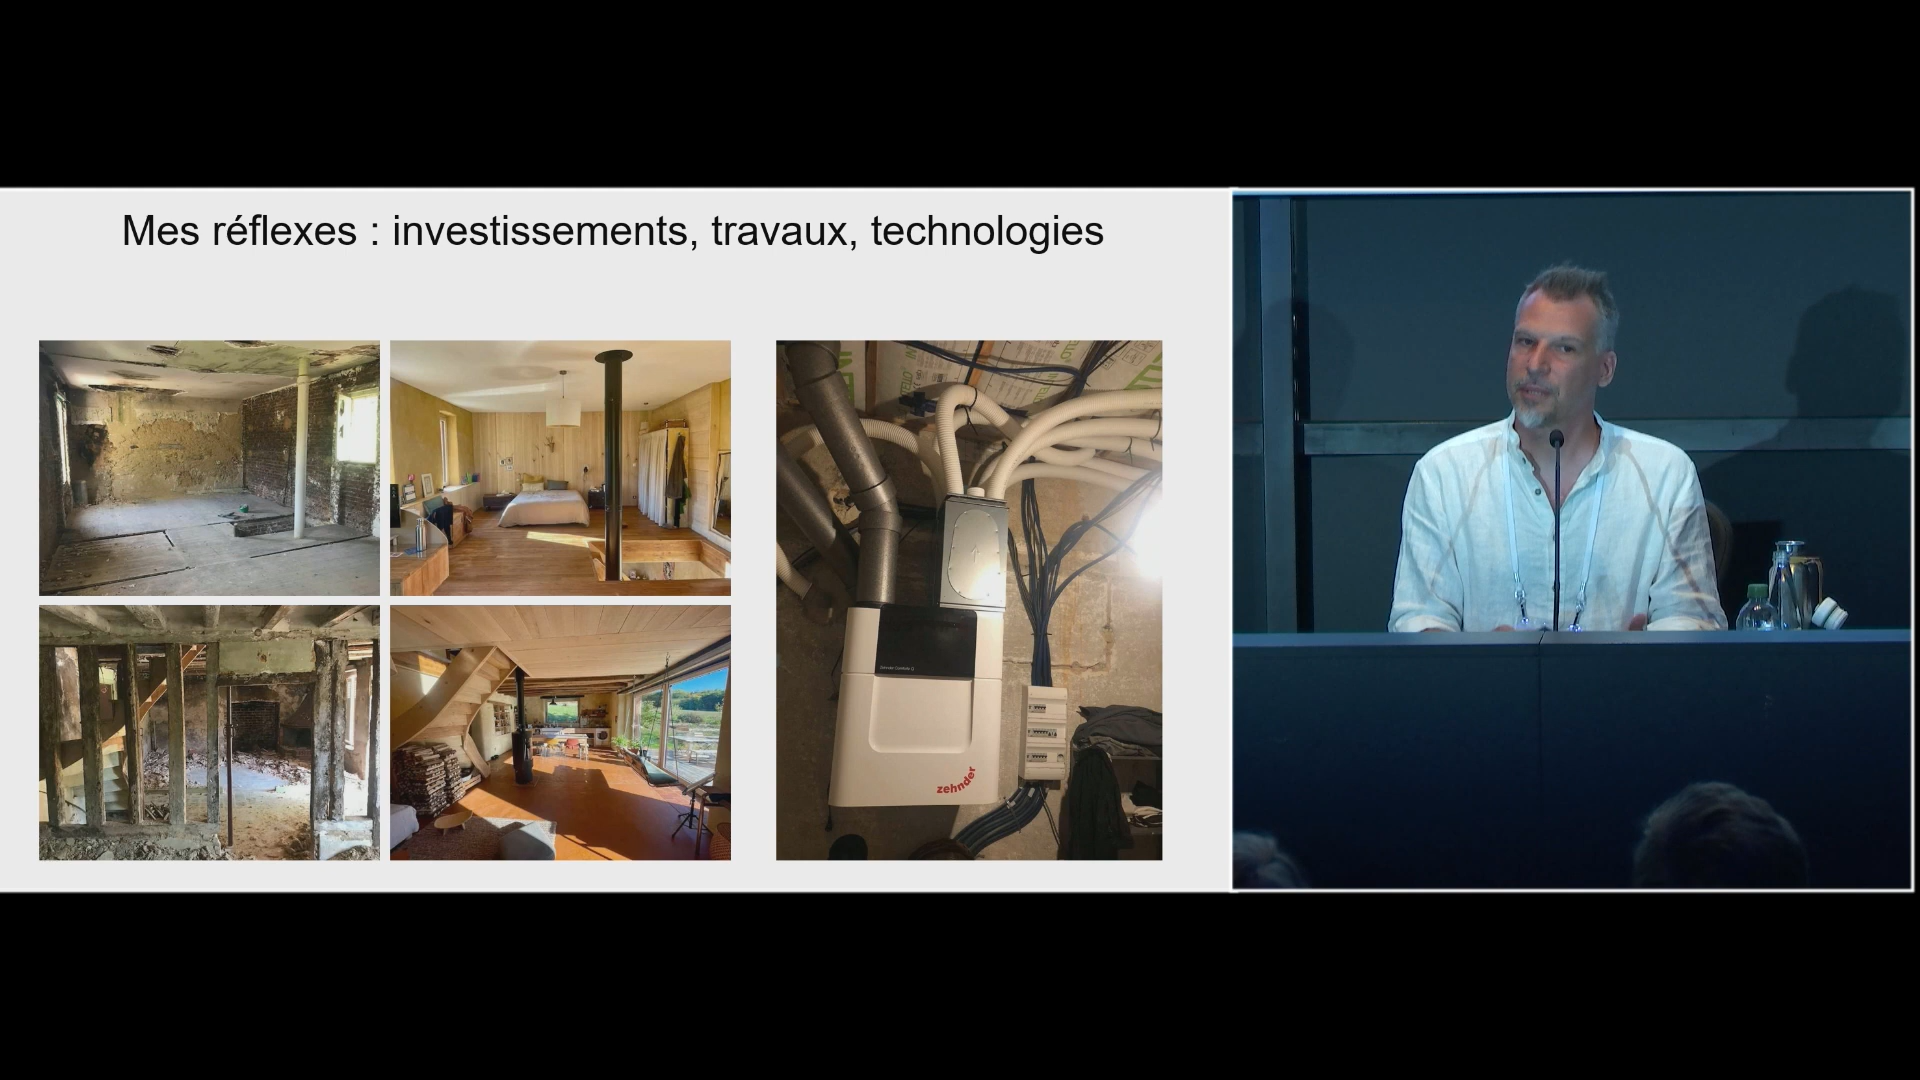 Mes réflexes : investissements, travaux, technologies
zehnder